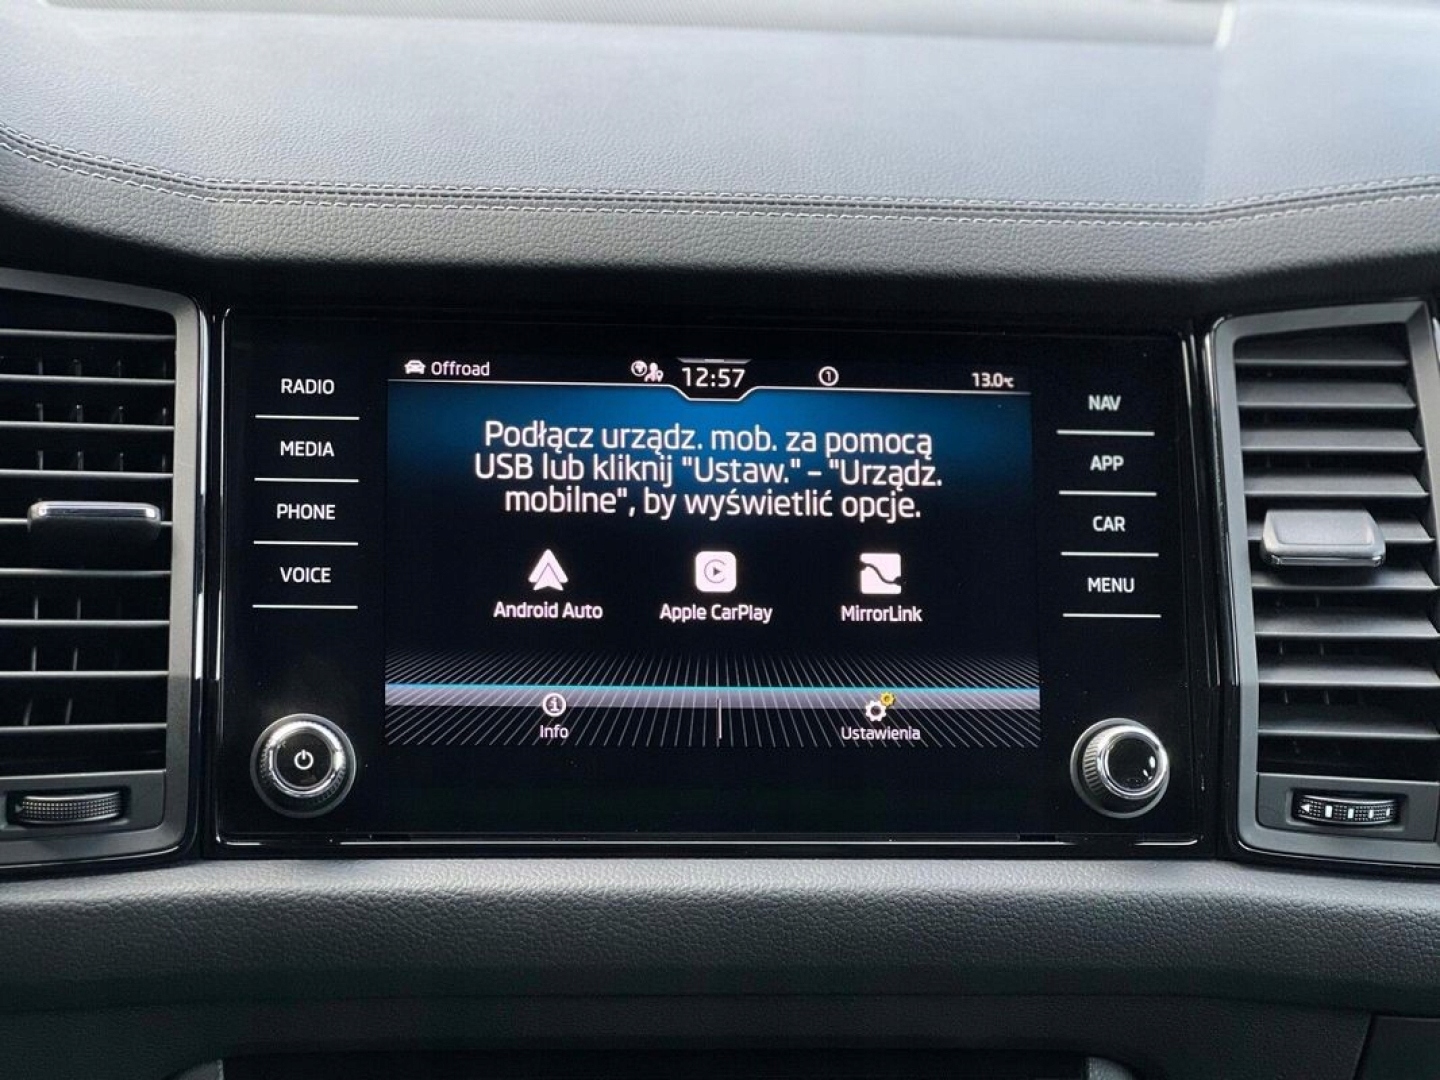 Offroad 12:57 1 13.0°C
RADIO
MEDIA
PHONE
VOICE
Podłącz urządz. mob. za pomocą
USB lub kliknij "Ustaw." – "Urządz.
mobilne", by wyświetlić opcje.
Android Auto Apple CarPlay MirrorLink
Info Ustawienia
NAV
APP
CAR
MENU